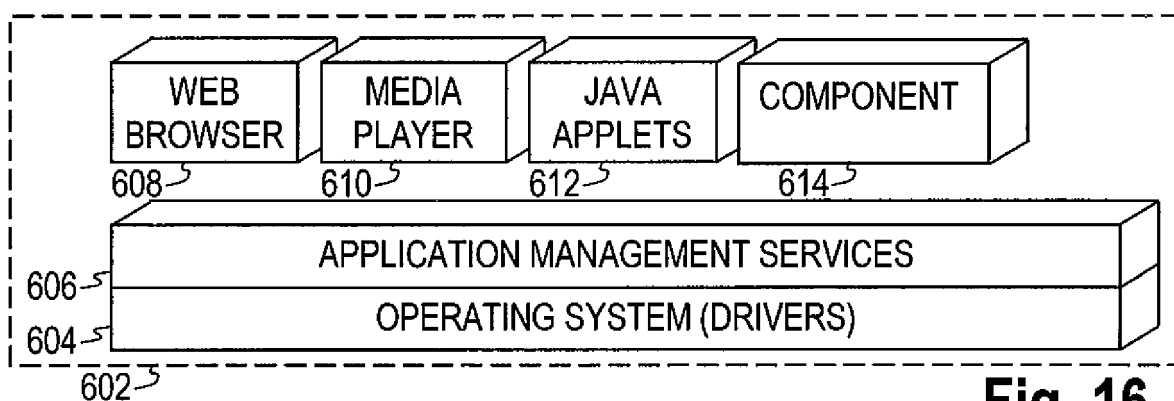 WEB
BROWSER
MEDIA
PLAYER
JAVA
APPLETS
COMPONENT
608
610
612
614
APPLICATION MANAGEMENT SERVICES
606
OPERATING SYSTEM (DRIVERS)
604
602
Fig. 16